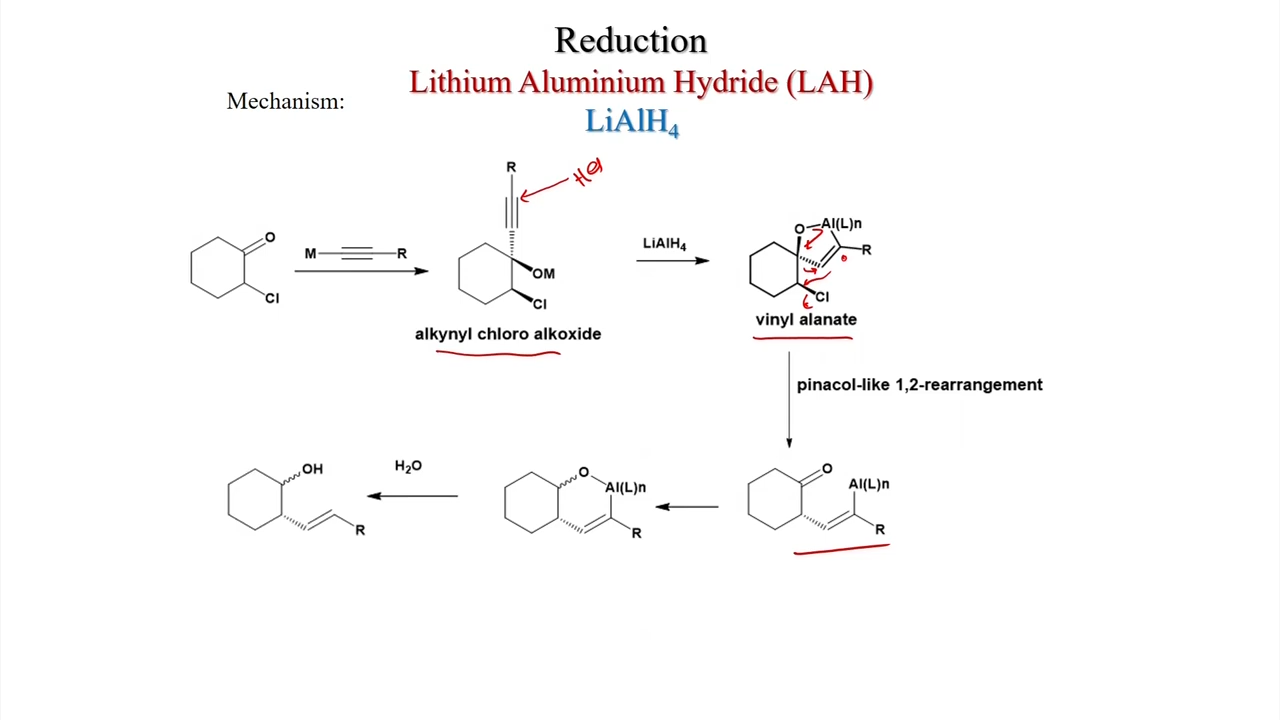 Reduction
Lithium Aluminium Hydride (LAH)
Mechanism:
LiAlH₄
R
O
Cl
M R
OM
Cl
alkynyl chloro alkoxide
LiAlH₄
O Al(L)n
R
Cl
vinyl alanate
pinacol-like 1,2-rearrangement
O
Al(L)n
R
O
Al(L)n
R
H₂O
OH
R